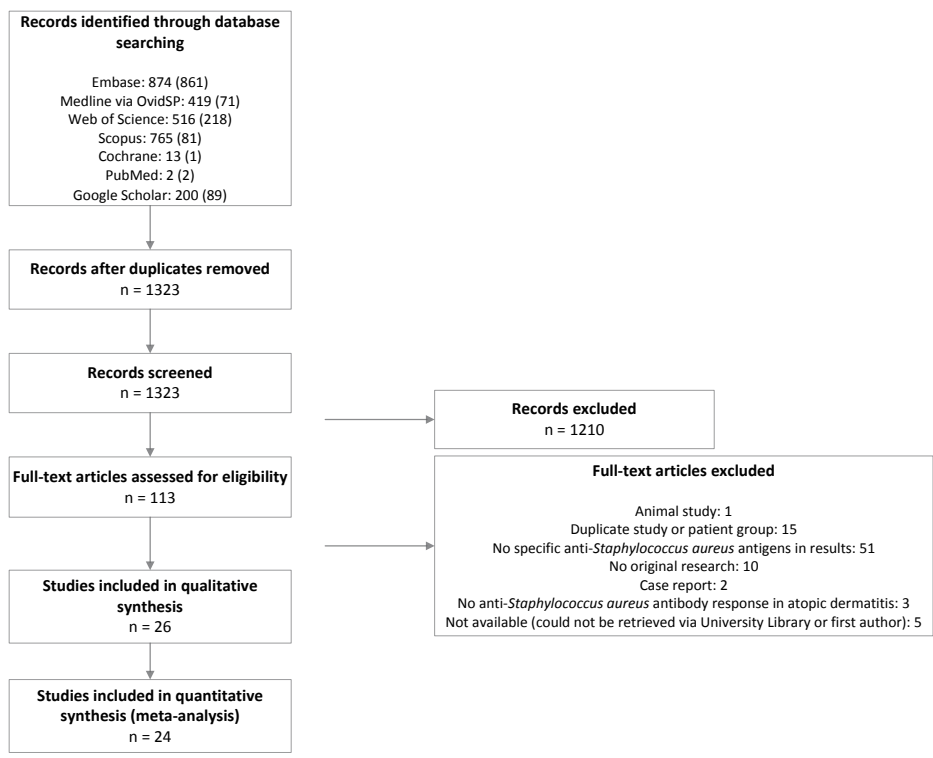 Records identified through database
searching
Embase: 874 (861)
Medline via OvidSP: 419 (71)
Web of Science: 516 (218)
Scopus: 765 (81)
Cochrane: 13 (1)
PubMed: 2 (2)
Google Scholar: 200 (89)
Records after duplicates removed
n = 1323
Records screened
n = 1323
Records excluded
n = 1210
Full-text articles assessed for eligibility
n = 113
Full-text articles excluded
Animal study: 1
Duplicate study or patient group: 15
No specific anti-Staphylococcus aureus antigens in results: 51
No original research: 10
Case report: 2
No anti-Staphylococcus aureus antibody response in atopic dermatitis: 3
Not available (could not be retrieved via University Library or first author): 5
Studies included in qualitative
synthesis
n = 26
Studies included in quantitative
synthesis (meta-analysis)
n = 24